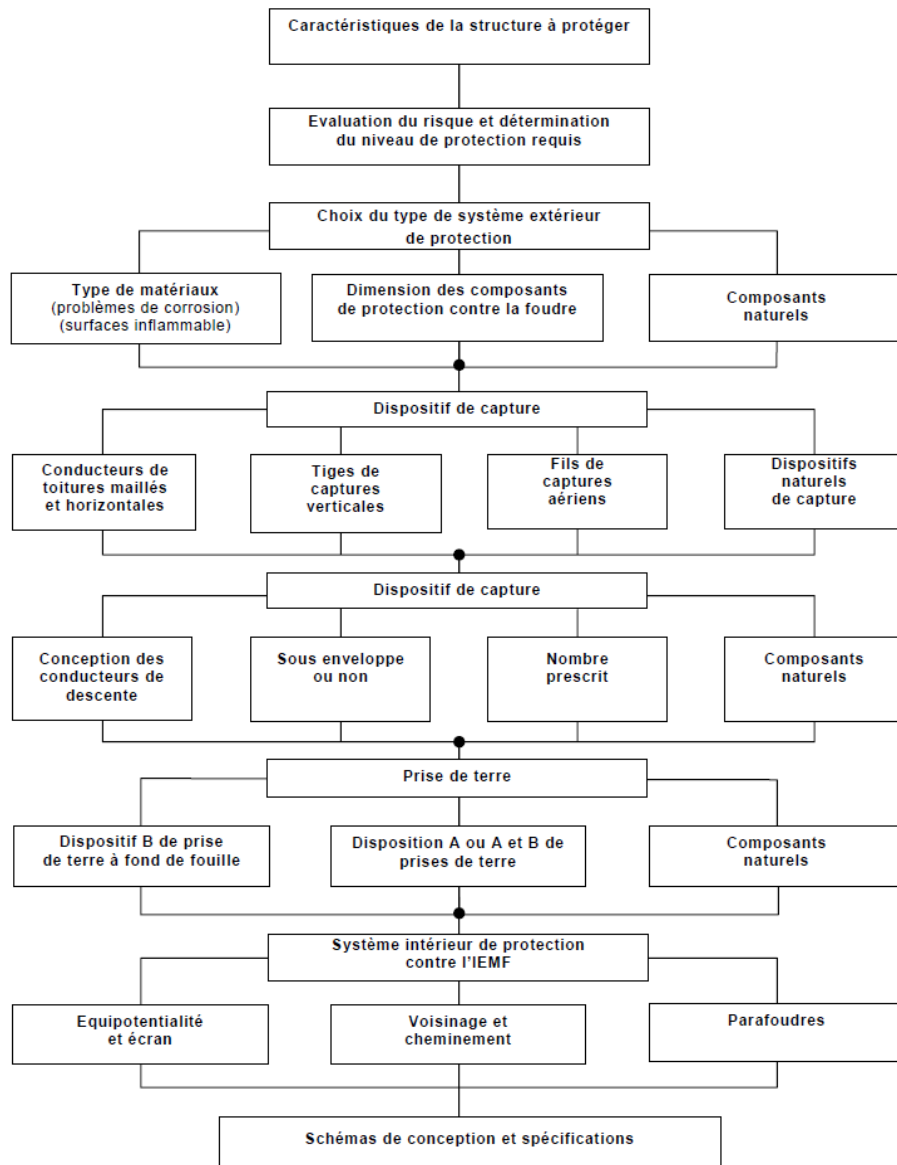 Caractéristiques de la structure à protéger
Evaluation du risque et détermination
du niveau de protection requis
Choix du type de système extérieur
de protection
Type de matériaux
(problèmes de corrosion)
(surfaces inflammable)
Dimension des composants
de protection contre la foudre
Composants
naturels
Dispositif de capture
Conducteurs de
toitures maillés
et horizontales
Tiges de
captures
verticales
Fils de
captures
aériens
Dispositifs
naturels
de capture
Dispositif de capture
Conception des
conducteurs de
descente
Sous enveloppe
ou non
Nombre
prescrit
Composants
naturels
Prise de terre
Dispositif B de prise
de terre à fond de fouille
Disposition A ou A et B de
prises de terre
Composants
naturels
Système intérieur de protection
contre l'IEMF
Equipotentialité
et écran
Voisinage et
cheminement
Parafoudres
Schémas de conception et spécifications